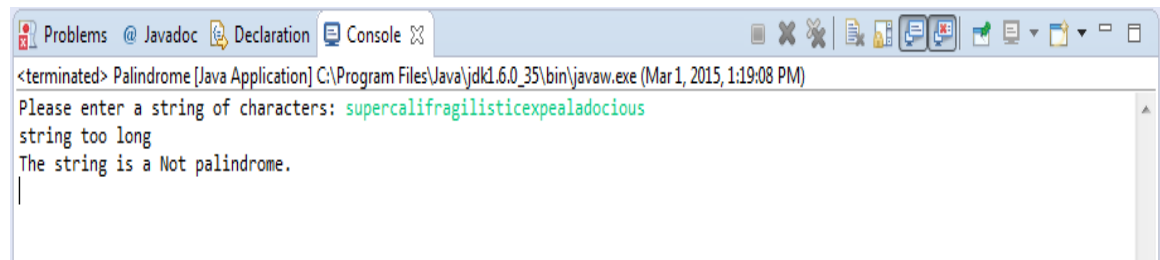 Problems @ Javadoc Declaration Console
<terminated> Palindrome [Java Application] C:\Program Files\Java\jdk1.6.0_35\bin\javaw.exe (Mar 1, 2015, 1:19:08 PM)
Please enter a string of characters: supercalifragilisticexpealadocious
string too long
The string is a Not palindrome.